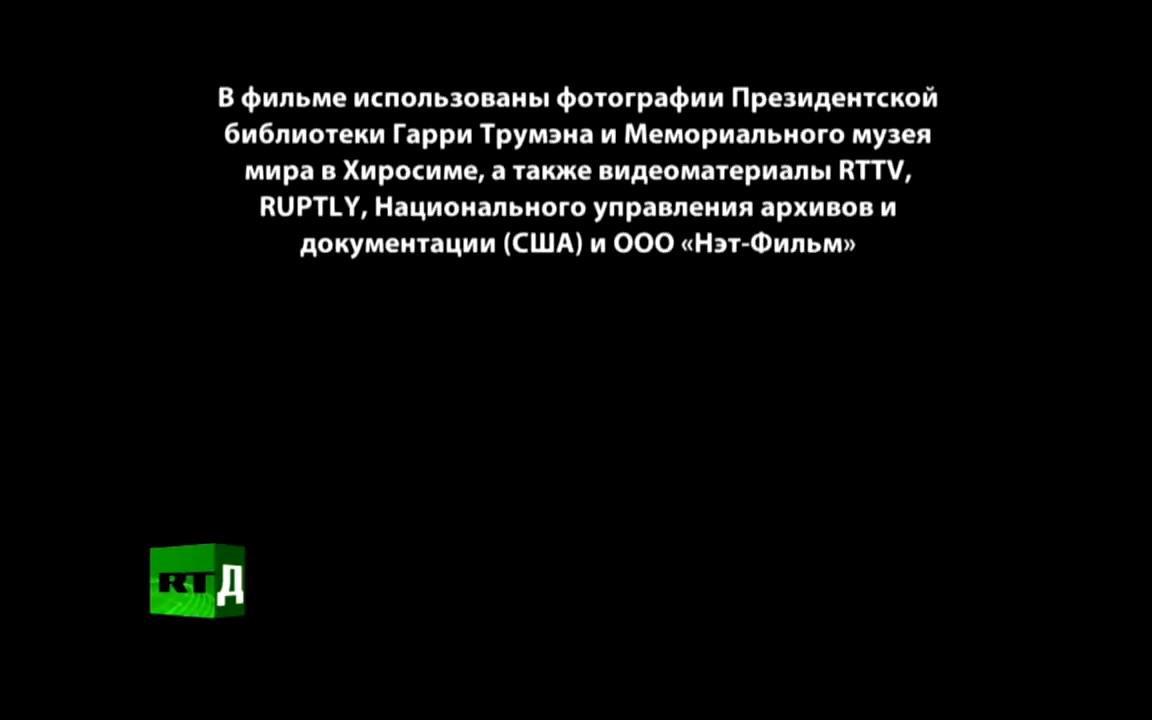 В фильме использованы фотографии Президентской
библиотеки Гарри Трумэна и Мемориального музея
мира в Хиросиме, а также видеоматериалы RTTV,
RUPTLY, Национального управления архивов и
документации (США) и ООО «Нэт-Фильм»
RT Д